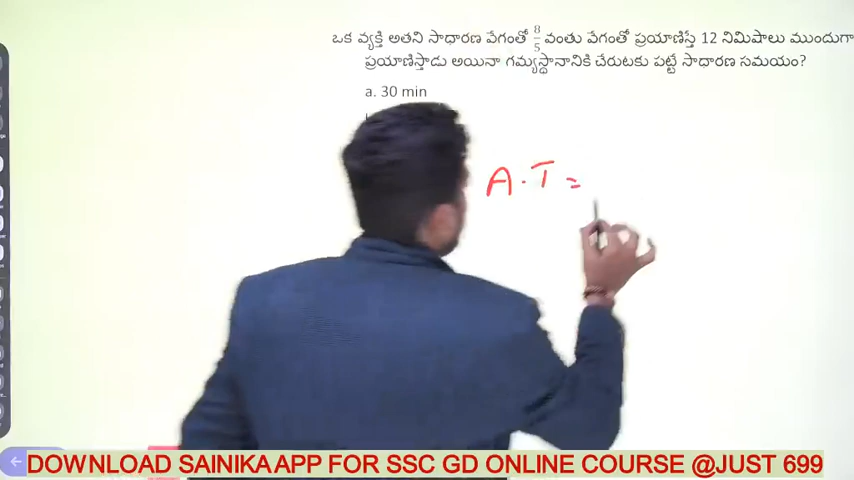 ఒక వ్యక్తి అతని సాధారణ వేగంతో 8/5 వంతు వేగంతో ప్రయాణిస్తే 12 నిమిషాలు ముందుగా
ప్రయాణిస్తాడు అయినా గమ్యస్థానానికి చేరుటకు పట్టే సాధారణ సమయం?
a. 30 min
A.T =
DOWNLOAD SAINIKA APP FOR SSC GD ONLINE COURSE @JUST 699